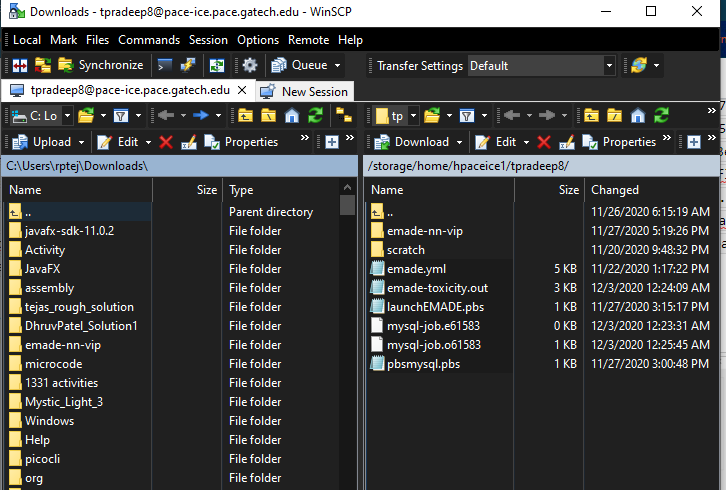 Downloads - tpradeep8@pace-ice.pace.gatech.edu - WinSCP
Local Mark Files Commands Session Options Remote Help
Synchronize Queue Transfer Settings Default
tpradeep8@pace-ice.pace.gatech.edu New Session
C: Lo tp
Upload Edit Properties Download Edit Properties
C:\Users\rptej\Downloads\ /storage/home/hpaceice1/tpradeep8/
Name Size Type Name Size Changed
.. Parent directory .. 11/26/2020 6:15:19 AM
javafx-sdk-11.0.2 File folder emade-nn-vip 11/27/2020 5:19:26 PM
Activity File folder scratch 11/20/2020 9:48:32 PM
JavaFX File folder emade.yml 5 KB 11/22/2020 1:17:22 PM
assembly File folder emade-toxicity.out 3 KB 12/3/2020 12:24:09 AM
tejas_rough_solution File folder launchEMADE.pbs 1 KB 11/27/2020 3:15:17 PM
DhruvPatel_Solution1 File folder mysql-job.e61583 0 KB 12/3/2020 12:23:31 AM
emade-nn-vip File folder mysql-job.o61583 1 KB 12/3/2020 12:25:45 AM
microcode File folder pbsmysql.pbs 1 KB 11/27/2020 3:00:48 PM
1331 activities File folder
Mystic_Light_3 File folder
Windows File folder
Help File folder
picocli File folder
org File folder